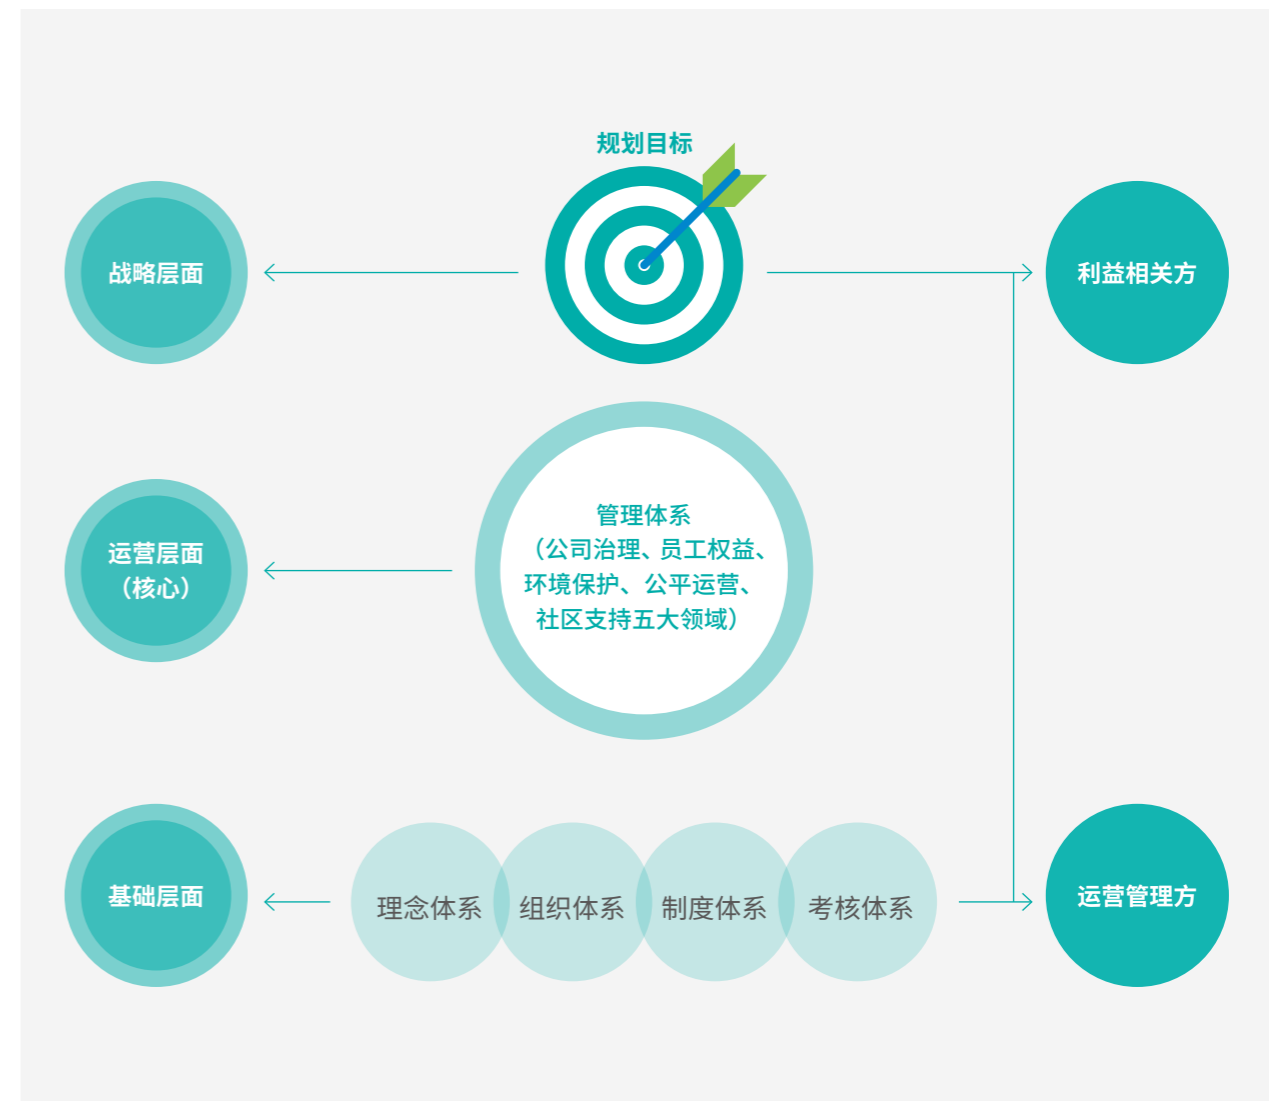 规划目标
战略层面
利益相关方
管理体系
（公司治理、员工权益、
环境保护、公平运营、
社区支持五大领域）
运营层面
（核心）
基础层面
理念体系
组织体系
制度体系
考核体系
运营管理方